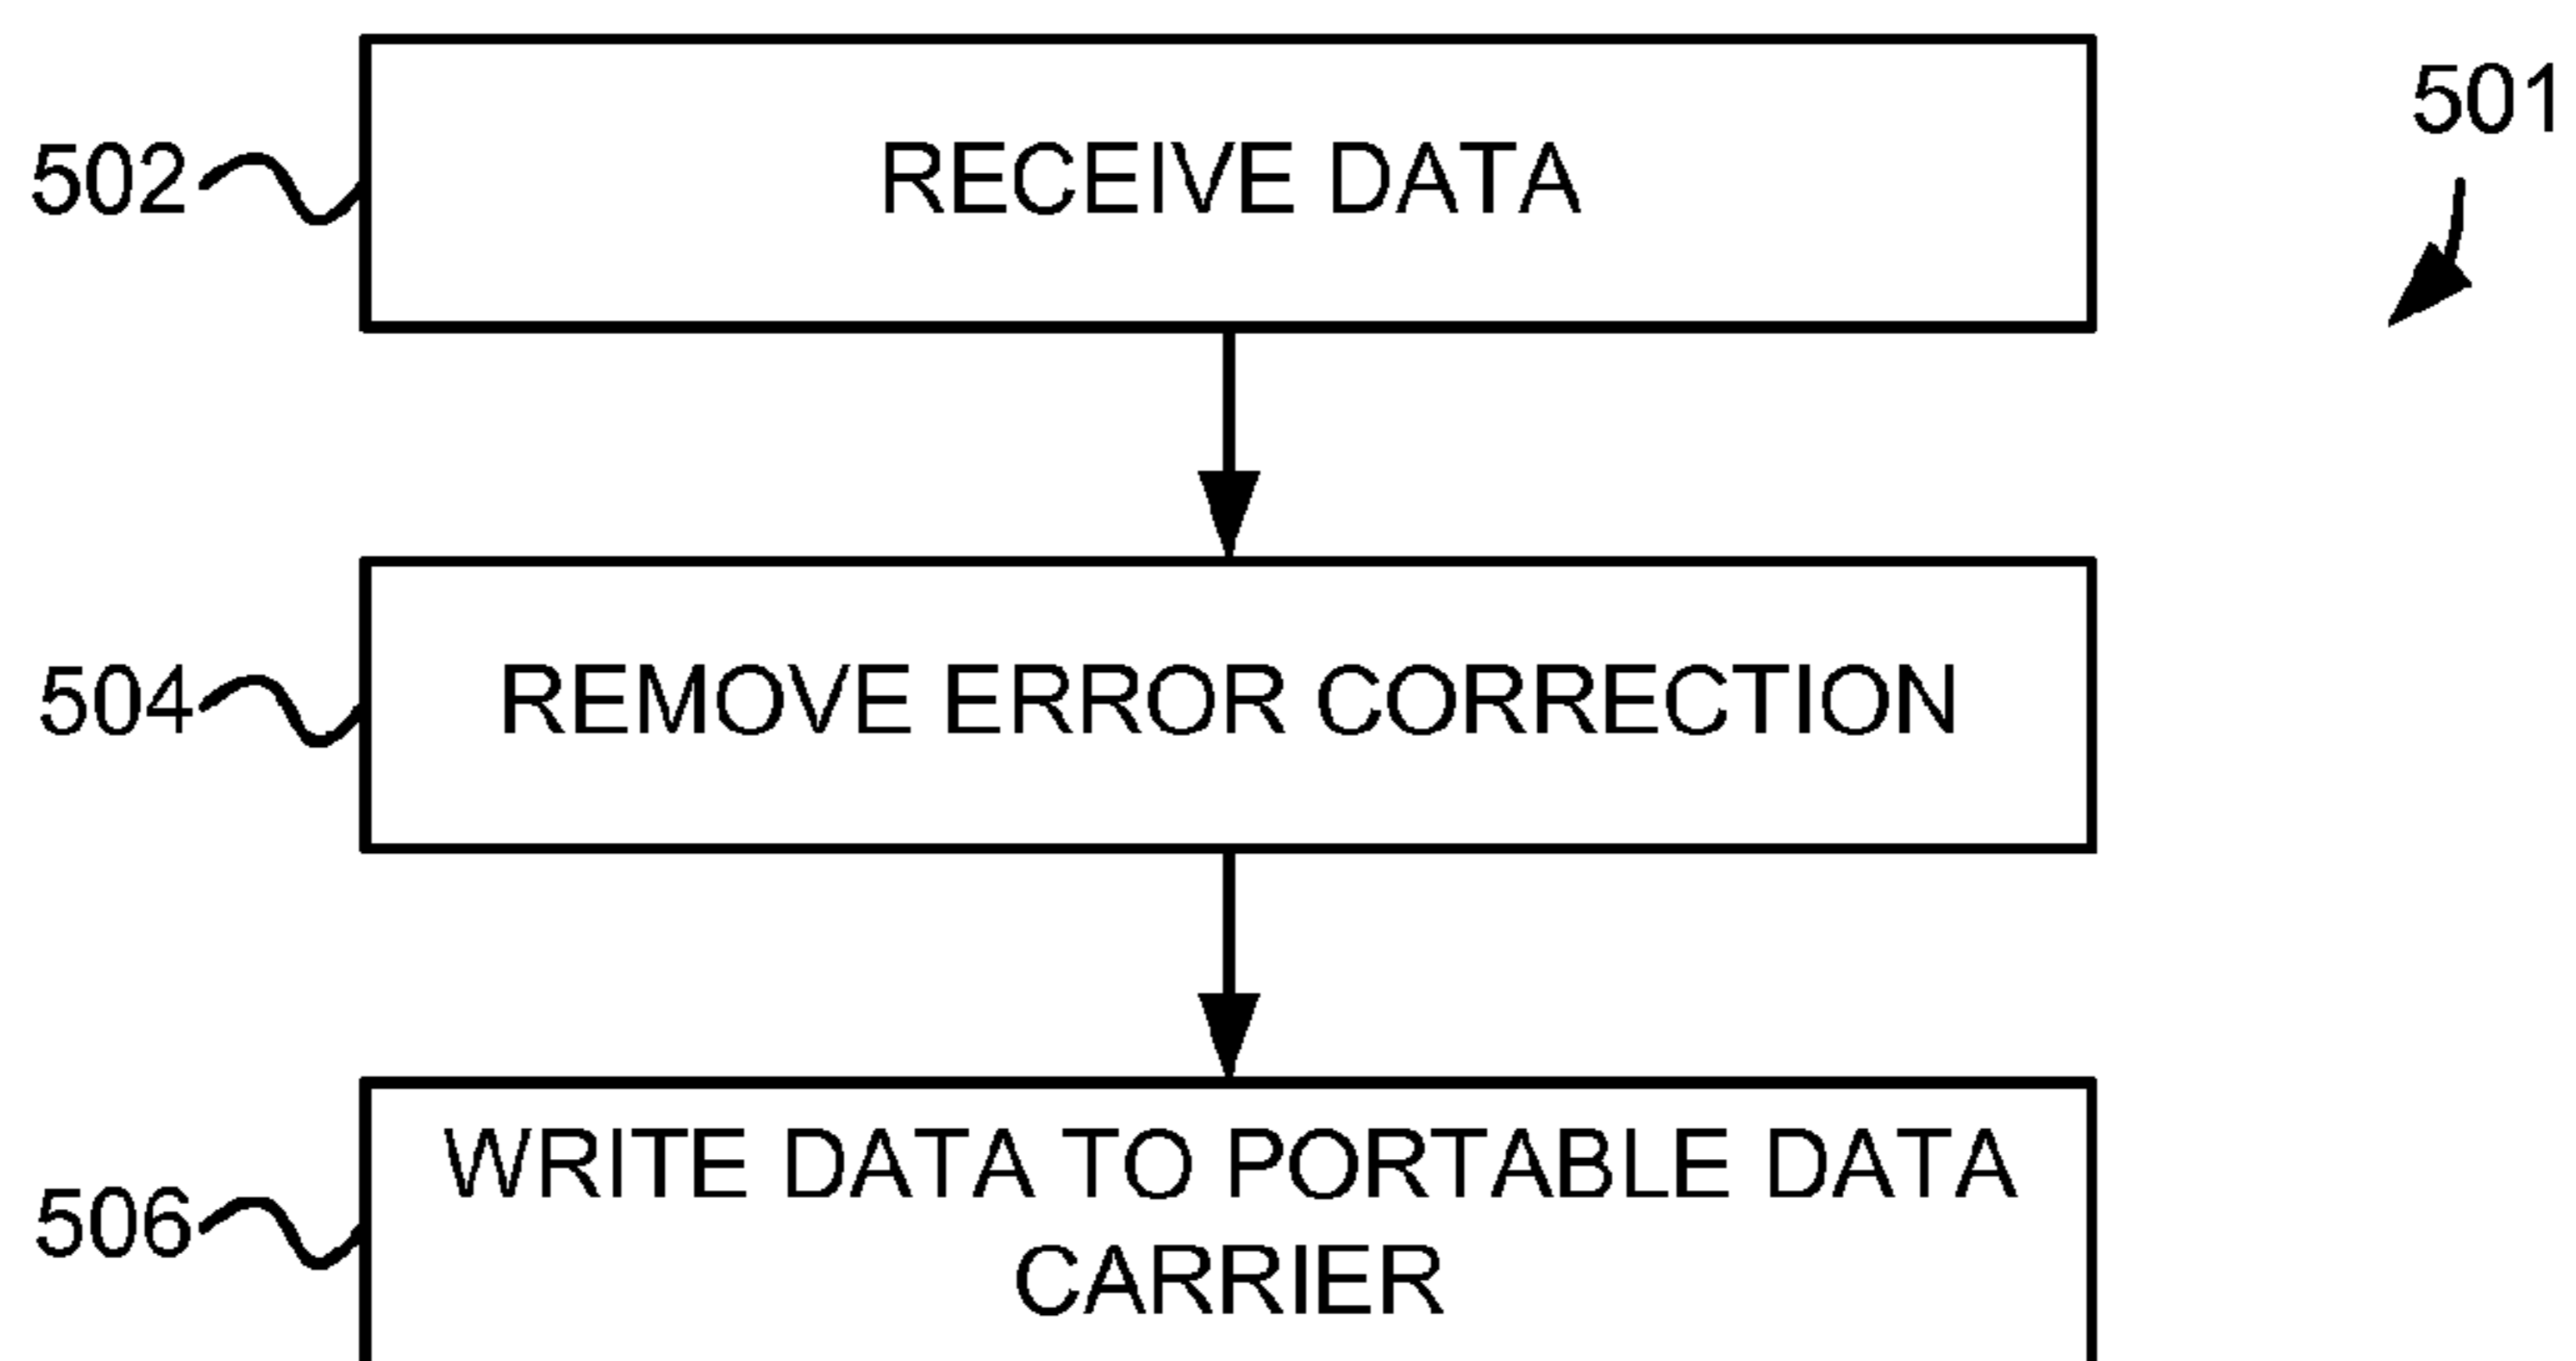 501
502
RECEIVE DATA
504
REMOVE ERROR CORRECTION
506
WRITE DATA TO PORTABLE DATA
CARRIER